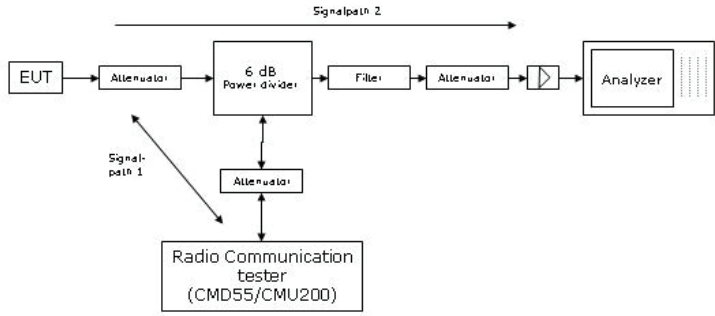 Signalpath 2
EUT
Attenuator
6 dB
Power divider
Filter
Attenuator
Analyzer
Signal-
path 1
Attenuator
Radio Communication
tester
(CMD55/CMU200)